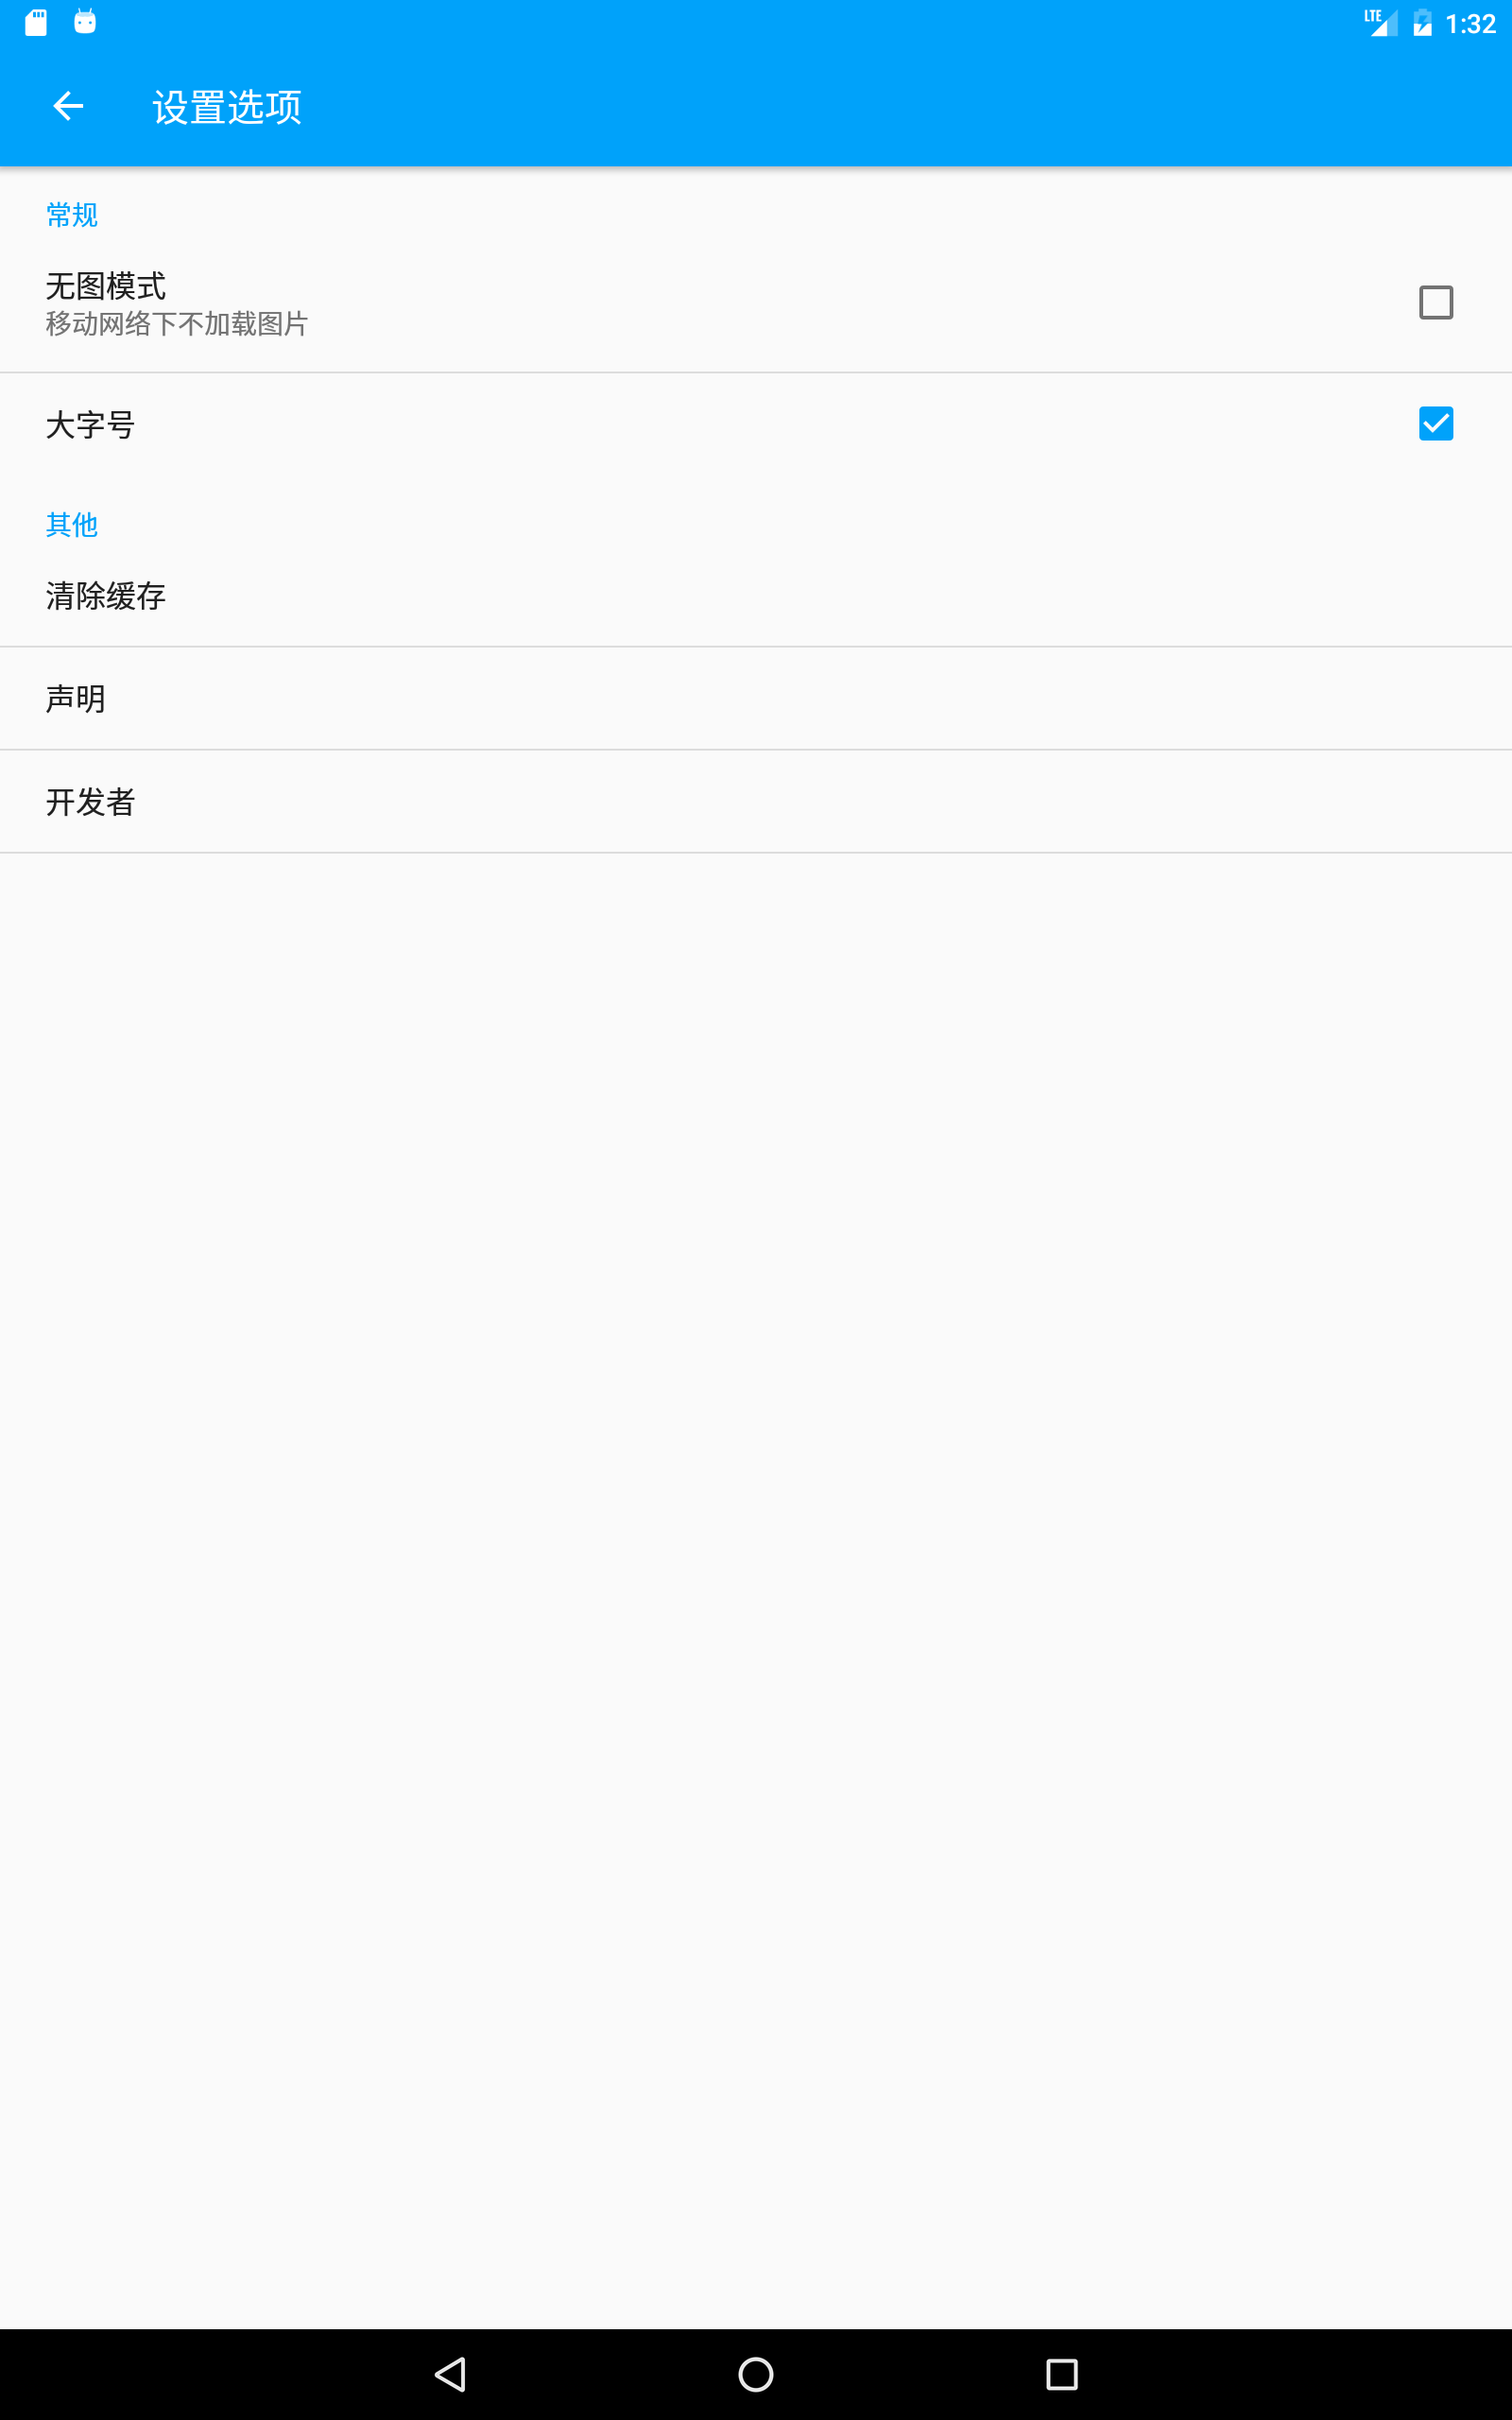 LTE 1:32
设置选项
常规
无图模式
移动网络下不加载图片
大字号
其他
清除缓存
声明
开发者